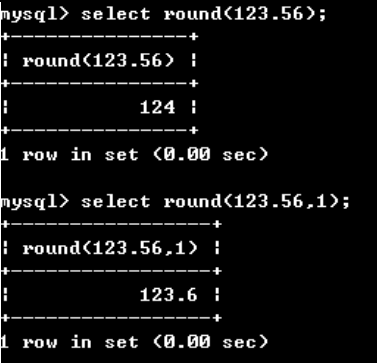 mysql> select round(123.56);
+---------------+
| round(123.56) |
+---------------+
|           124 |
+---------------+
1 row in set (0.00 sec)
mysql> select round(123.56,1);
+-----------------+
| round(123.56,1) |
+-----------------+
|           123.6 |
+-----------------+
1 row in set (0.00 sec)